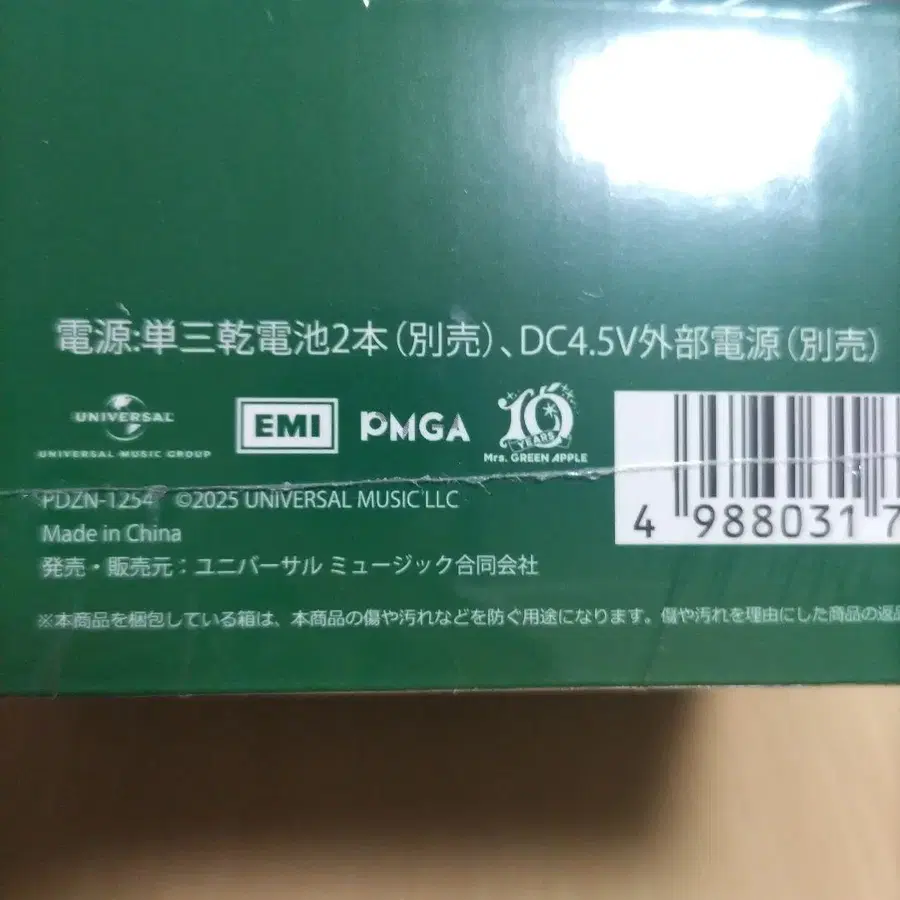 電源:単三乾電池2本(別売)、DC4.5V外部電源(別売)
UNIVERSAL
UNIVERSAL MUSIC GROUP
EMI
PMGA
10
YEARS
Mrs. GREEN APPLE
PDZN-1254 ©2025 UNIVERSAL MUSIC LLC
4 988031 7
Made in China
発売・販売元:ユニバーサル ミュージック合同会社
※本商品を梱包している箱は、本商品の傷や汚れなどを防ぐ用途になります。傷や汚れを理由にした商品の返品